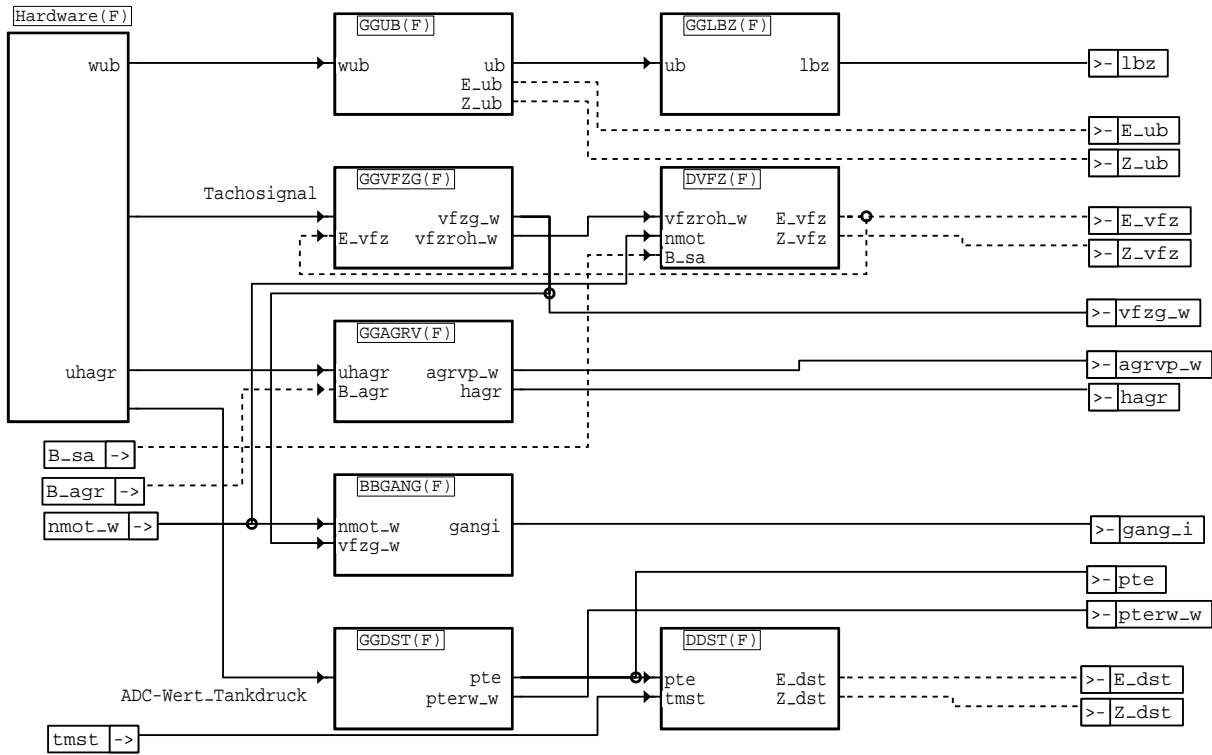 Hardware(F)
wub
uhagr
GGUB(F)
wub
ub
E_ub
Z_ub
GGLBZ(F)
ub
lbz
>- lbz
>- E_ub
>- Z_ub
Tachosignal
GGVFZG(F)
E_vfz
vfzg_w
vfzroh_w
DVFZ(F)
vfzroh_w
nmot
B_sa
E_vfz
Z_vfz
>- E_vfz
>- Z_vfz
>- vfzg_w
GGAGRV(F)
uhagr
B_agr
agrvp_w
hagr
>- agrvp_w
>- hagr
B_sa ->
B_agr ->
nmot_w ->
BBGANG(F)
nmot_w
vfzg_w
gangi
>- gang_i
>- pte
>- pterw_w
ADC-Wert_Tankdruck
GGDST(F)
pte
pterw_w
DDST(F)
pte
tmst
E_dst
Z_dst
>- E_dst
>- Z_dst
tmst ->